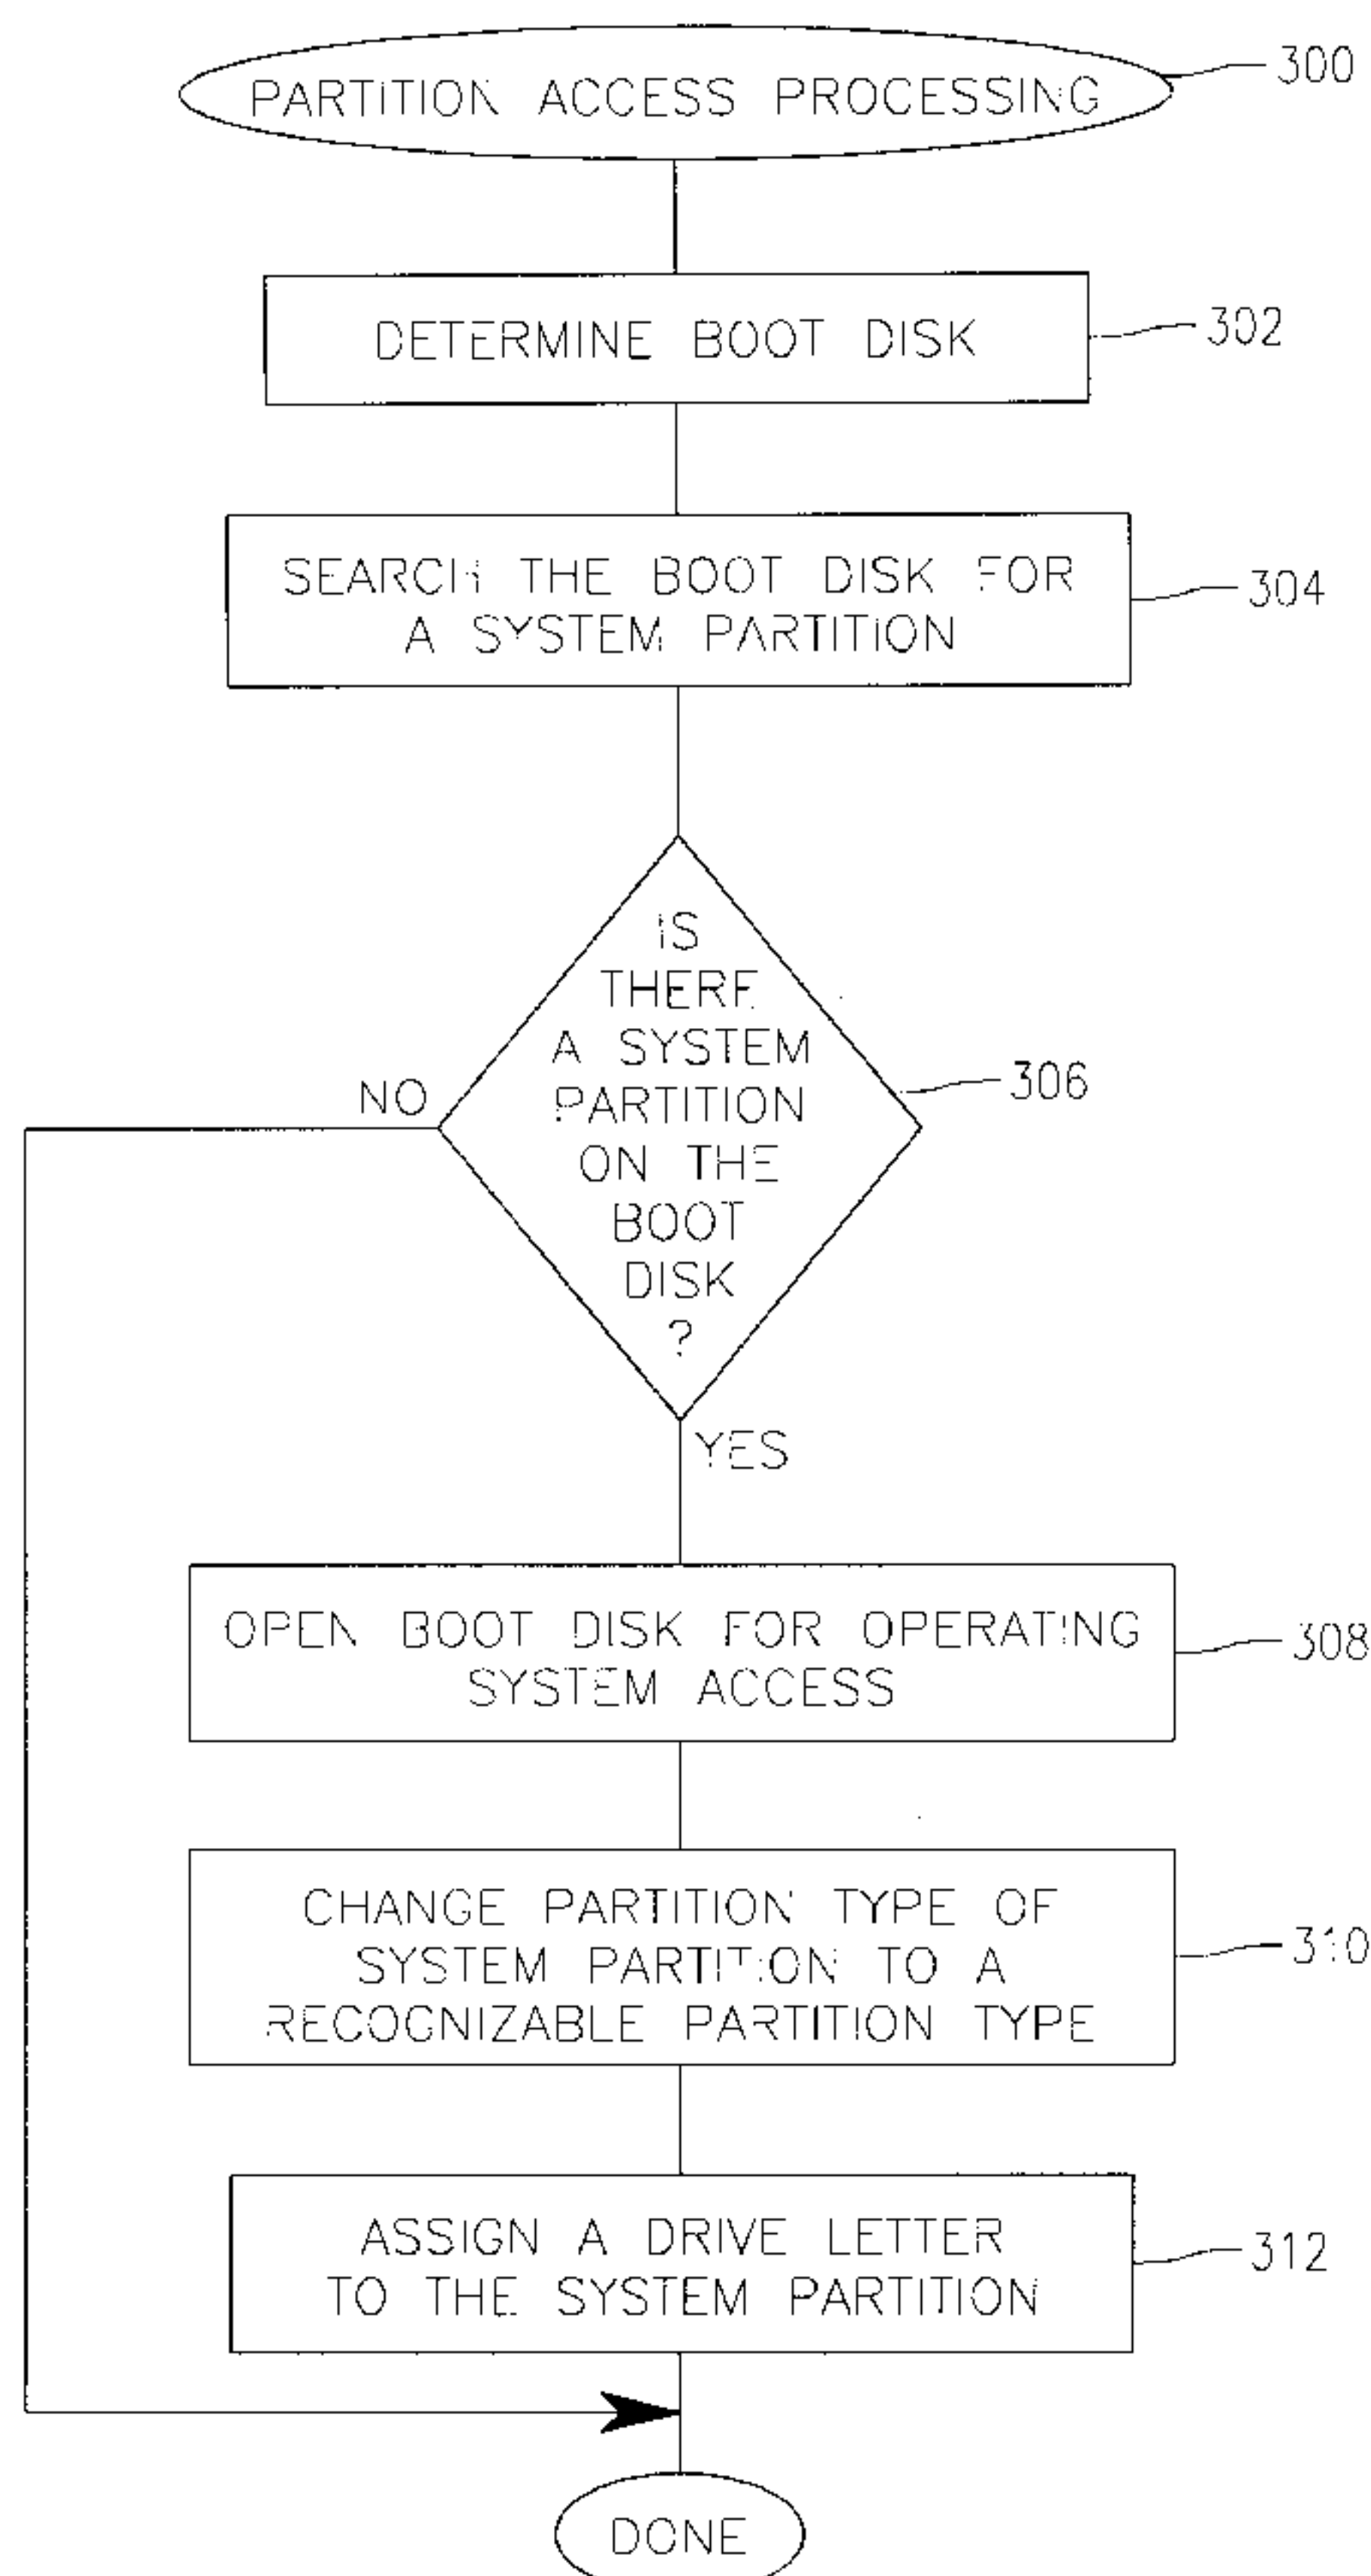 PARTITION ACCESS PROCESSING
300
DETERMINE BOOT DISK
302
SEARCH THE BOOT DISK FOR
A SYSTEM PARTITION
304
IS
THERE
A SYSTEM
PARTITION
ON THE
BOOT
DISK
?
306
NO
YES
OPEN BOOT DISK FOR OPERATING
SYSTEM ACCESS
308
CHANGE PARTITION TYPE OF
SYSTEM PARTITION TO A
RECOGNIZABLE PARTITION TYPE
310
ASSIGN A DRIVE LETTER
TO THE SYSTEM PARTITION
312
DONE